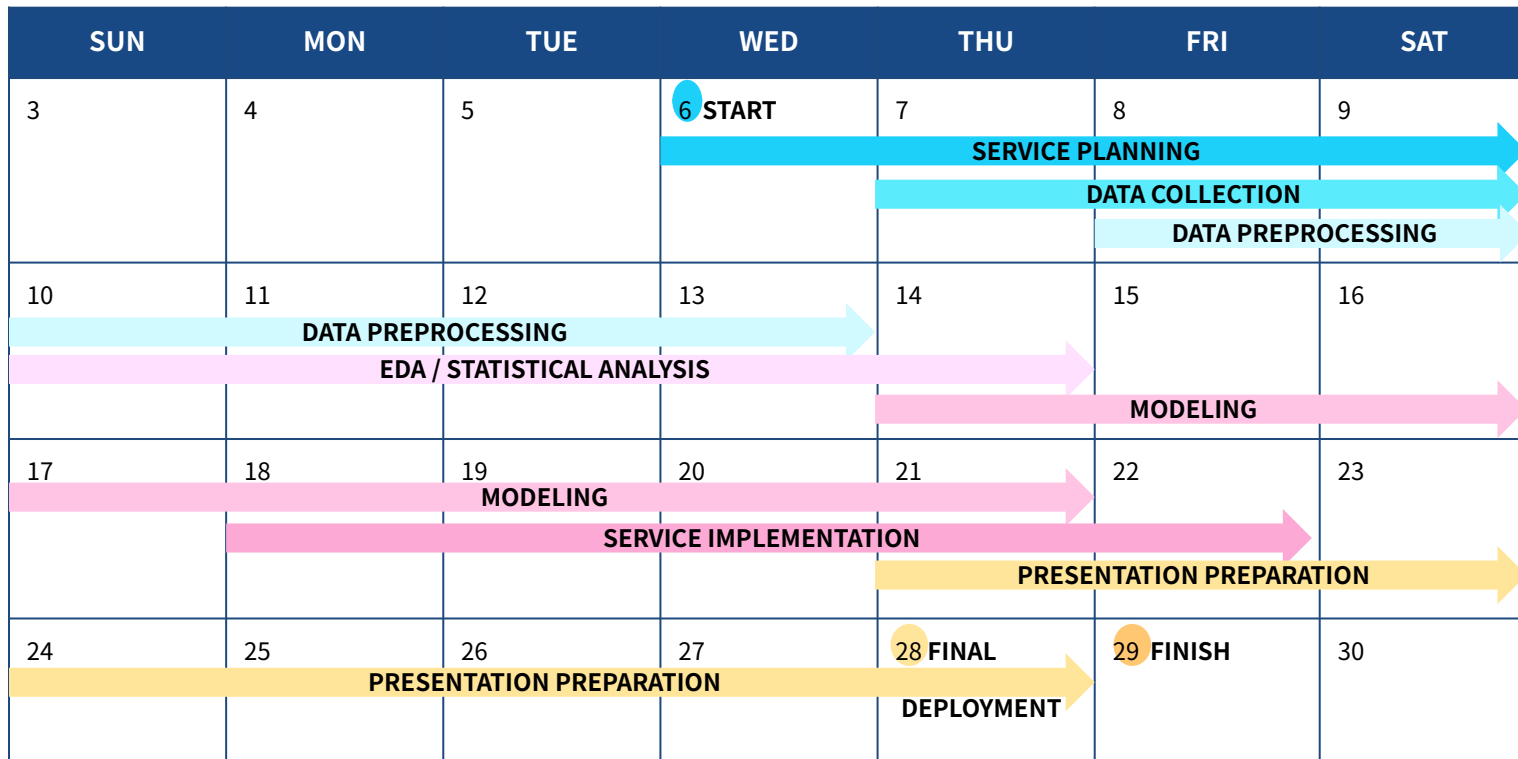 SUN MON TUE WED THU FRI SAT
3 4 5 6 START 7 8 9
SERVICE PLANNING
DATA COLLECTION
DATA PREPROCESSING
10 11 12 13 14 15 16
DATA PREPROCESSING
EDA / STATISTICAL ANALYSIS
MODELING
17 18 19 20 21 22 23
MODELING
SERVICE IMPLEMENTATION
PRESENTATION PREPARATION
24 25 26 27 28 FINAL 29 FINISH 30
PRESENTATION PREPARATION
DEPLOYMENT